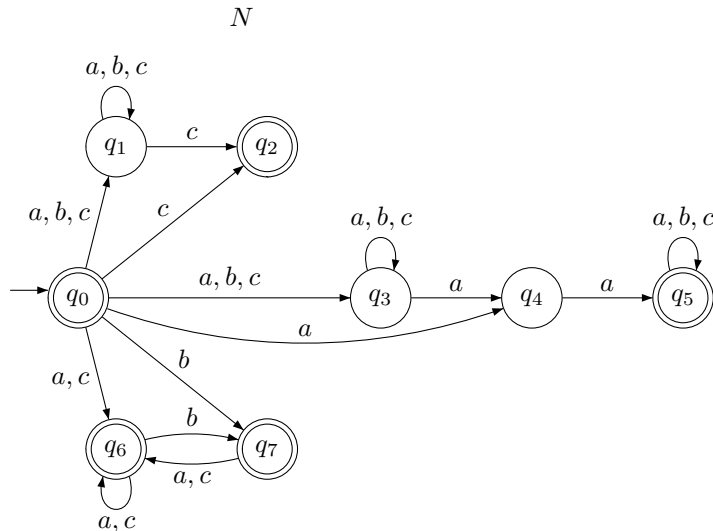 N
a, b, c
q1
c
q2
a, b, c
c
a, b, c
a, b, c
q0
a, b, c
q3
a
q4
a
q5
a
b
a, c
b
q6
q7
a, c
a, c